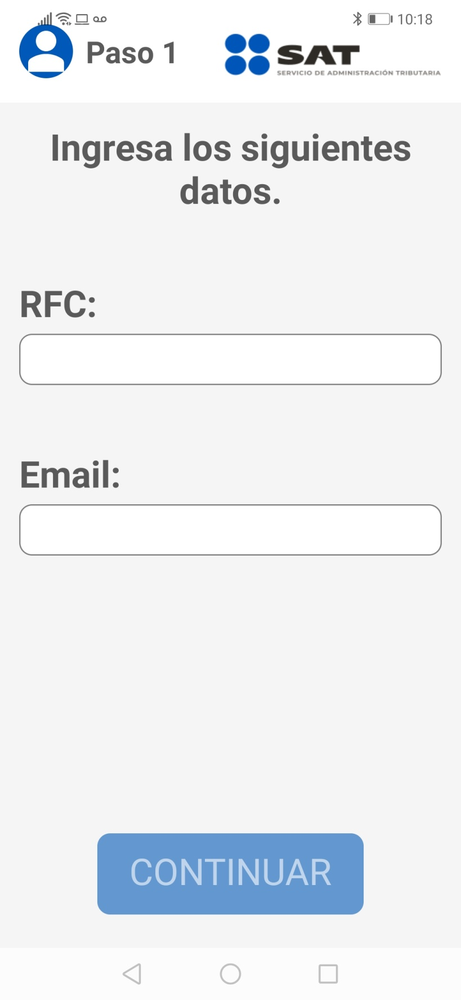 10:18
Paso 1
SAT
SERVICIO DE ADMINISTRACIÓN TRIBUTARIA
Ingresa los siguientes
datos.
RFC:
Email:
CONTINUAR